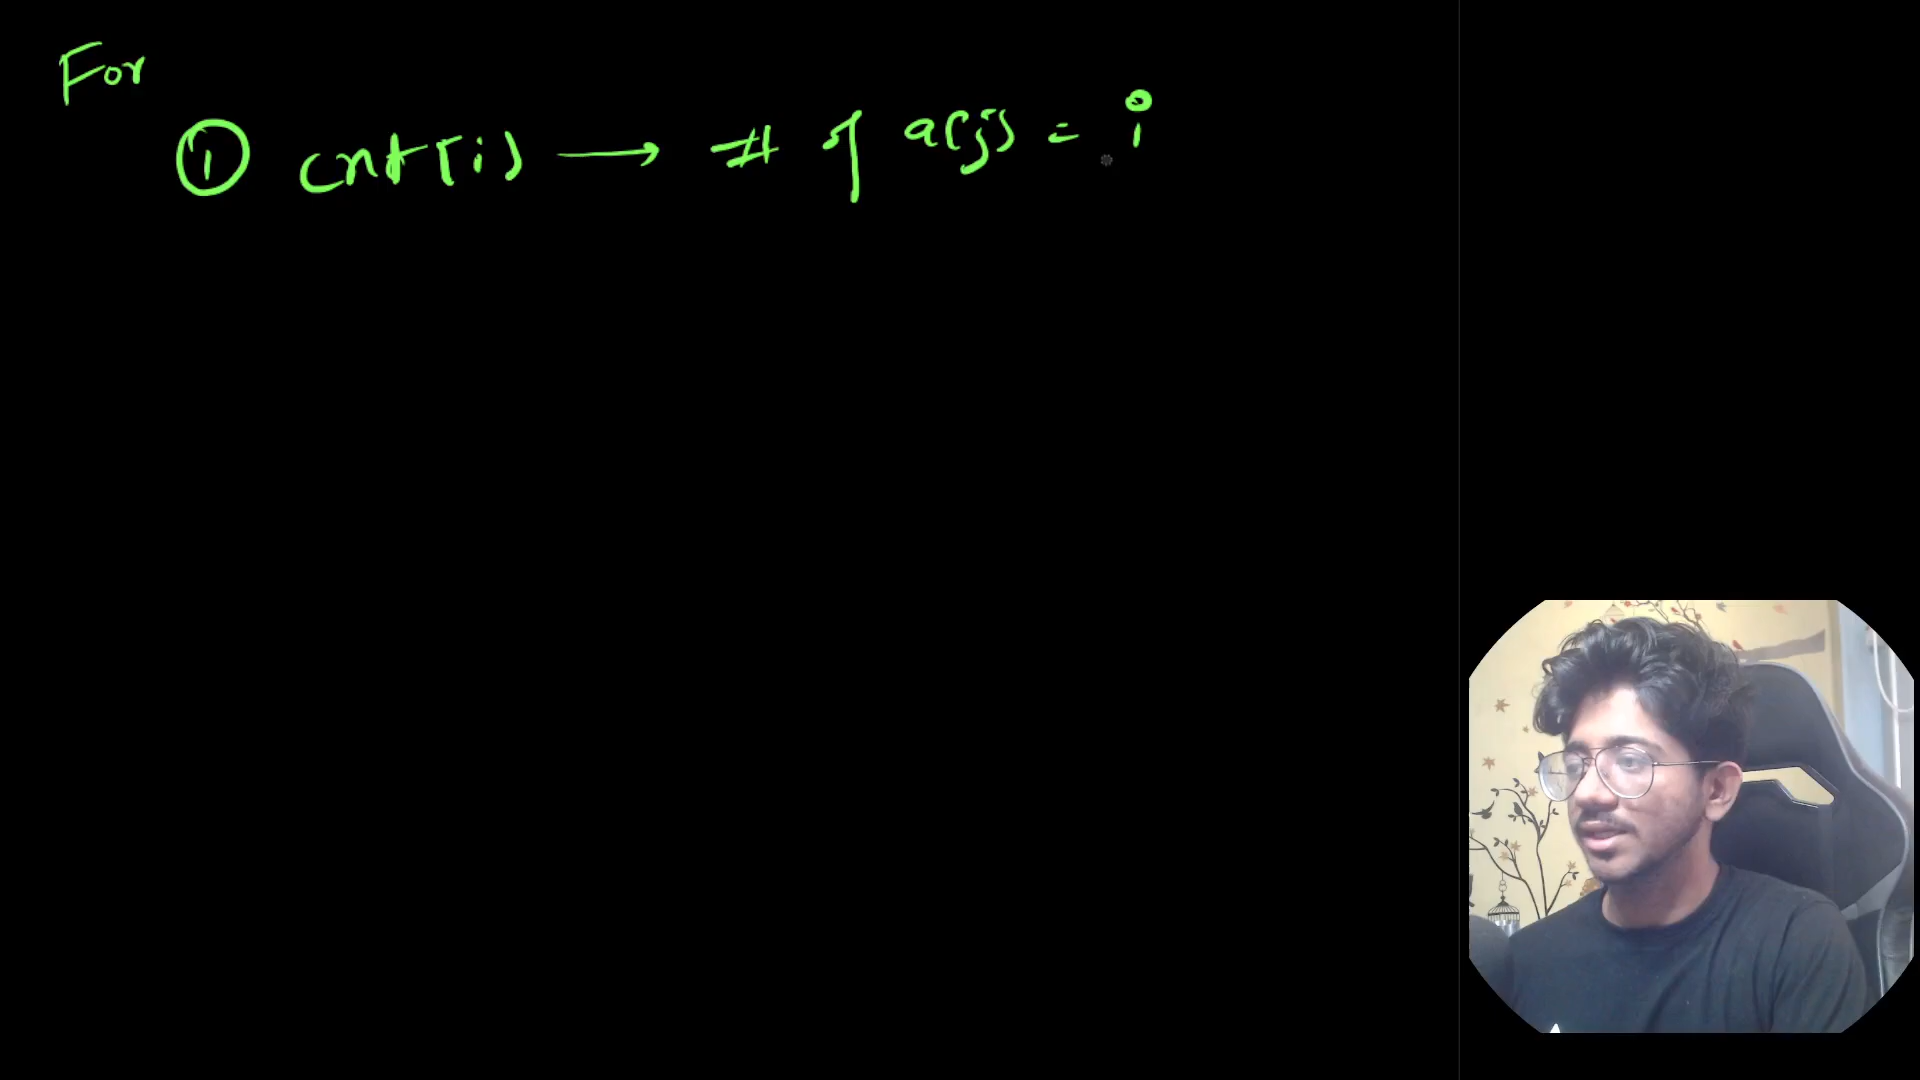 For
① cnt[i] → # of a[j] = i